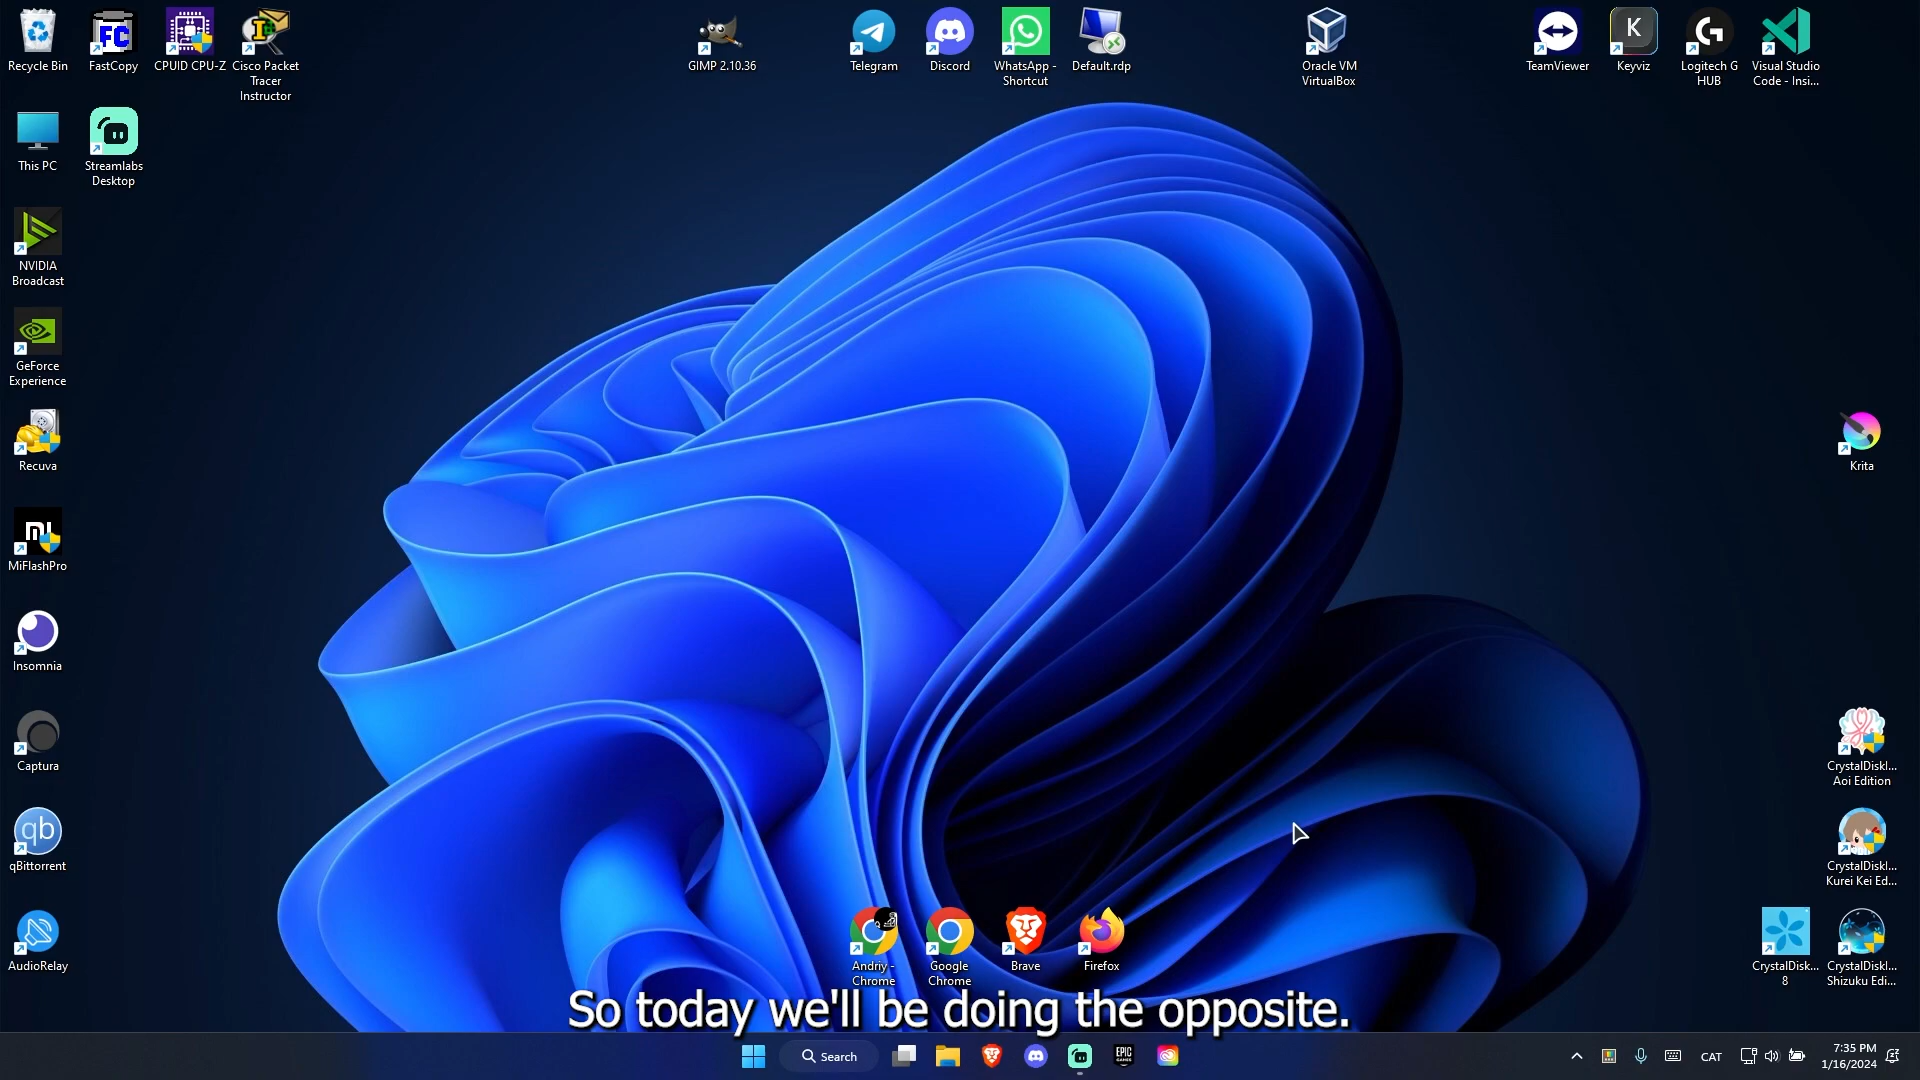 Recycle Bin
FastCopy
CPUID CPU-Z
Cisco Packet
Tracer
Instructor
GIMP 2.10.36
Telegram
Discord
WhatsApp -
Shortcut
Default.rdp
Oracle VM
VirtualBox
TeamViewer
Keyviz
Logitech G
HUB
Visual Studio
Code - Insi...
This PC
Streamlabs
Desktop
NVIDIA
Broadcast
GeForce
Experience
Recuva
Krita
MiFlashPro
Insomnia
Captura
CrystalDiskI...
Aoi Edition
qBittorrent
CrystalDiskI...
Kurei Kei Ed...
AudioRelay
Andriy -
Chrome
Google
Chrome
Brave
Firefox
CrystalDisk...
8
CrystalDiskI...
Shizuku Edi...
So today we'll be doing the opposite.
Search
CAT
7:35 PM
1/16/2024
FC
K
qb
EPIC
GAMES